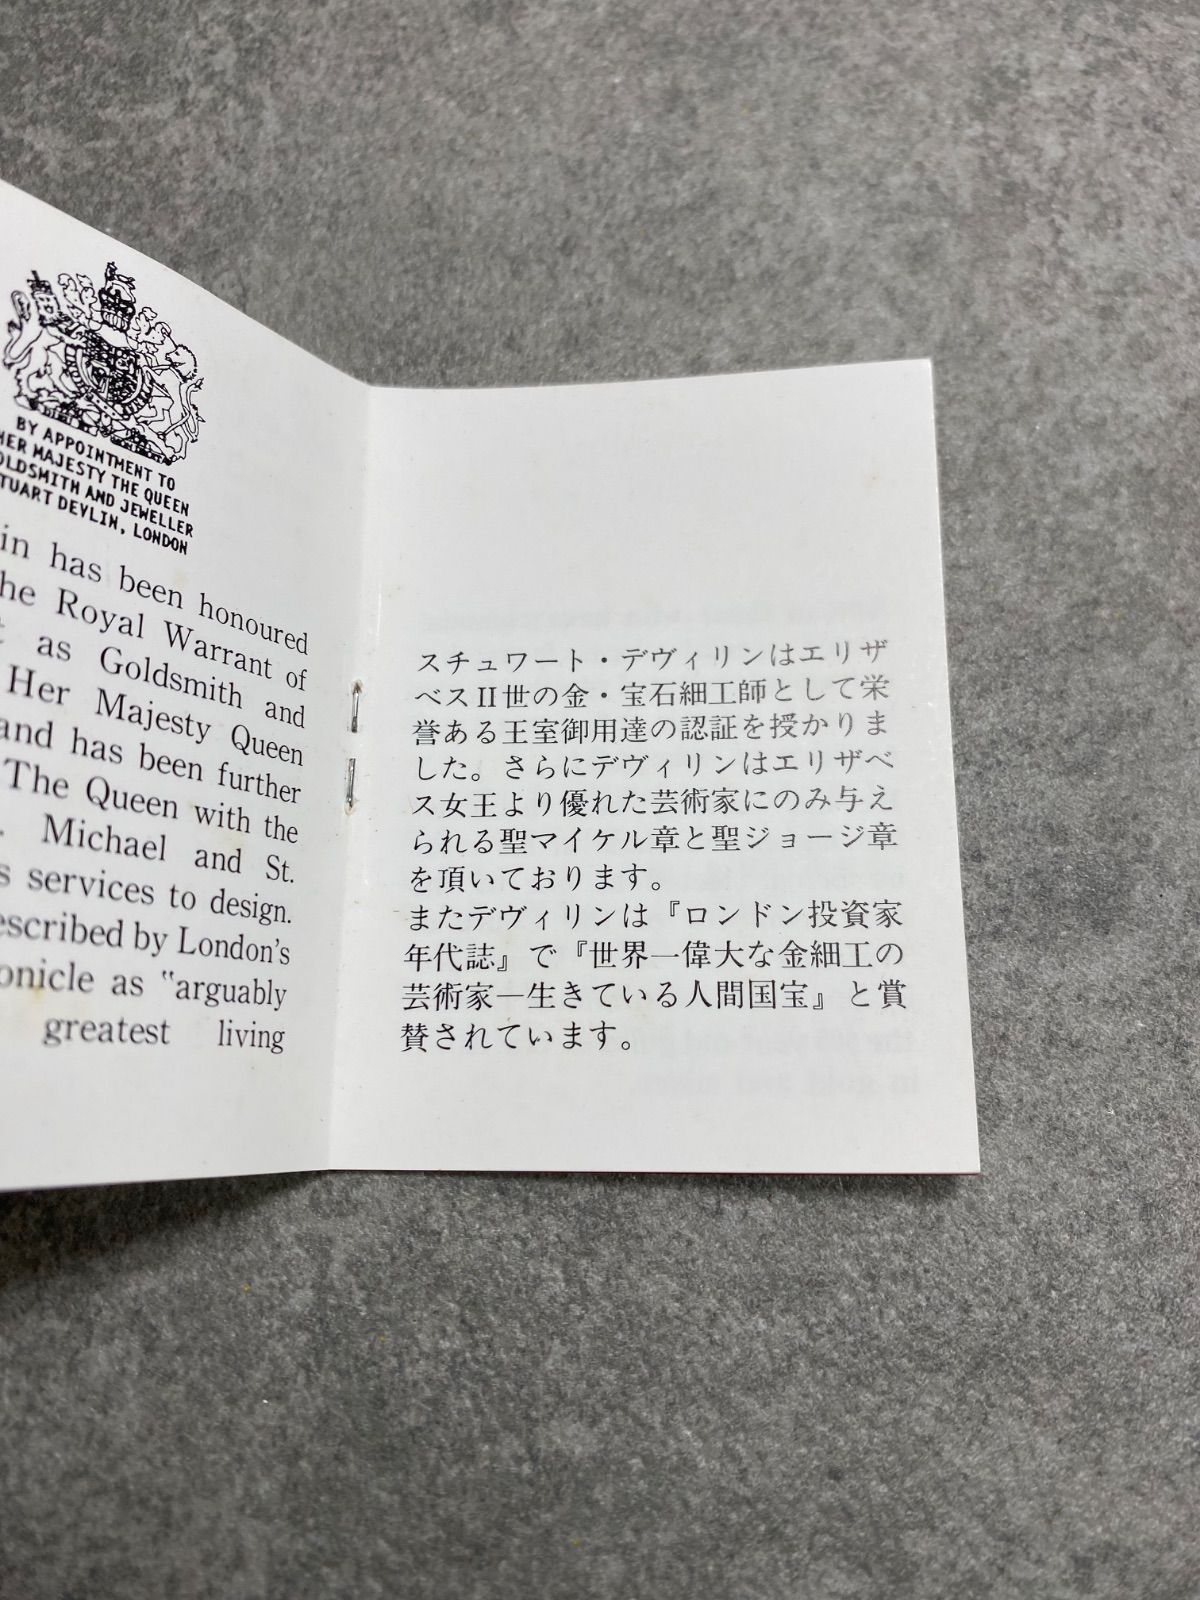 BY APPOINTMENT TO
HER MAJESTY THE QUEEN
GOLDSMITH AND JEWELLER
STUART DEVLIN, LONDON
has been honoured
Royal Warrant of
as Goldsmith and
Her Majesty Queen
and has been further
The Queen with the
Michael and St.
services to design.
by London's
as "arguably
greatest living
スチュワート・デヴィリンはエリザ
ベスII世の金・宝石細工師として栄
誉ある王室御用達の認証を授かりま
した。さらにデヴィリンはエリザベ
ス女王より優れた芸術家にのみ与え
られる聖マイケル章と聖ジョージ章
を頂いております。
またデヴィリンは『ロンドン投資家
年代誌』で『世界一偉大な金細工の
芸術家—生きている人間国宝』と賞
賛されています。